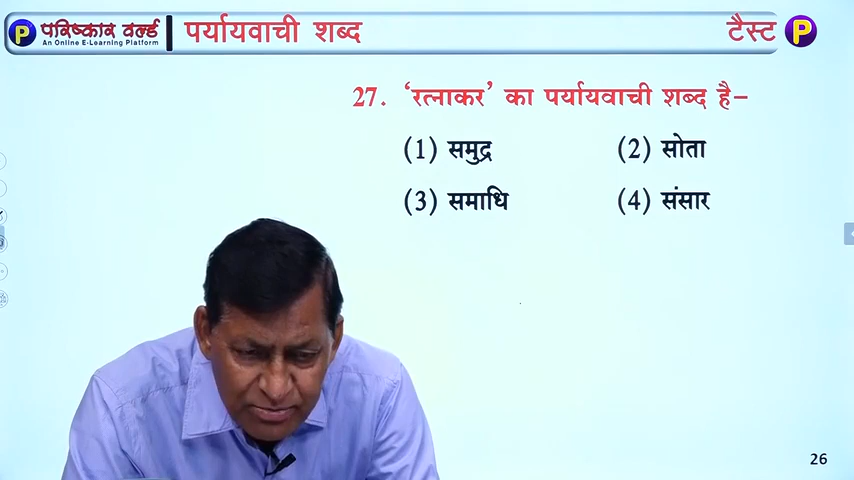 परिष्कार वर्ल्ड
An Online E-Learning Platform
पर्यायवाची शब्द
टैस्ट
27. ‘रत्नाकर’ का पर्यायवाची शब्द है–
(1) समुद्र (2) सोता
(3) समाधि (4) संसार
26